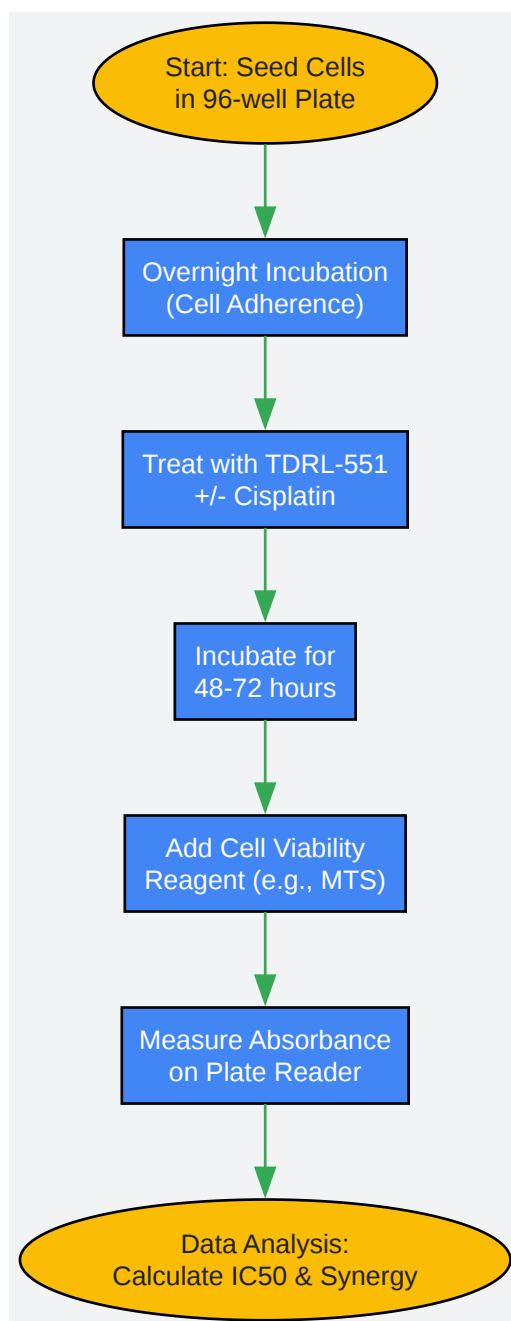 Start: Seed Cells
in 96-well Plate
Overnight Incubation
(Cell Adherence)
Treat with TDRL-551
+/- Cisplatin
Incubate for
48-72 hours
Add Cell Viability
Reagent (e.g., MTS)
Measure Absorbance
on Plate Reader
Data Analysis:
Calculate IC50 & Synergy